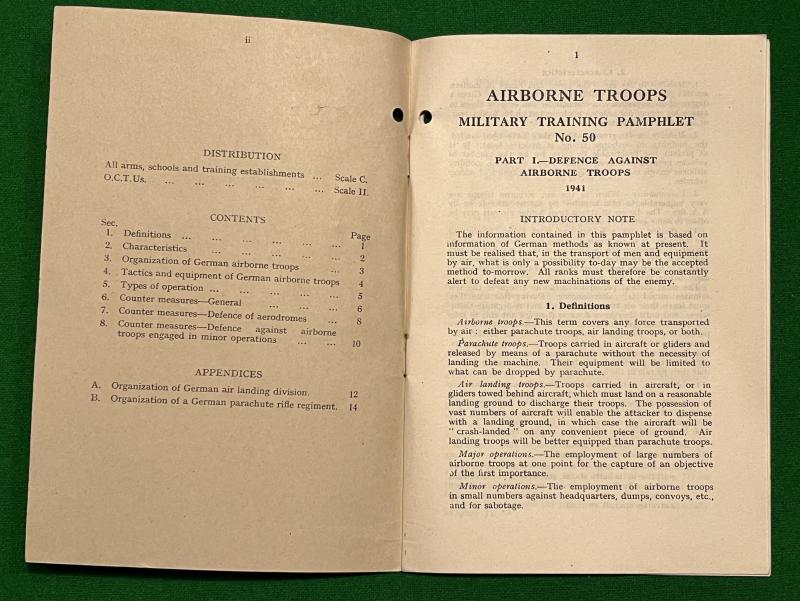 ii
DISTRIBUTION
All arms, schools and training establishments ... Scale C.
O.C.T.Us. ... ... ... ... ... ... Scale II.
CONTENTS
Sec. Page
1. Definitions ... ... ... ... ... ... 1
2. Characteristics ... ... ... ... ... 2
3. Organization of German airborne troops ... 3
4. Tactics and equipment of German airborne troops 4
5. Types of operation ... ... ... ... ... 5
6. Counter measures—General ... ... ... 6
7. Counter measures—Defence of aerodromes ... 8
8. Counter measures—Defence against airborne
troops engaged in minor operations ... ... 10
APPENDICES
A. Organization of German air landing division. 12
B. Organization of a German parachute rifle regiment. 14
1
AIRBORNE TROOPS
MILITARY TRAINING PAMPHLET
No. 50
PART I.—DEFENCE AGAINST
AIRBORNE TROOPS
1941
INTRODUCTORY NOTE
The information contained in this pamphlet is based on
information of German methods as known at present. It
must be realised that, in the transport of men and equipment
by air, what is only a possibility to-day may be the accepted
method to-morrow. All ranks must therefore be constantly
alert to defeat any new machinations of the enemy.
1. Definitions
Airborne troops.—This term covers any force transported
by air : either parachute troops, air landing troops, or both.
Parachute troops.—Troops carried in aircraft or gliders and
released by means of a parachute without the necessity of
landing the machine. Their equipment will be limited to
what can be dropped by parachute.
Air landing troops.—Troops carried in aircraft, or in
gliders towed behind aircraft, which must land on a reasonable
landing ground to discharge their troops. The possession of
vast numbers of aircraft will enable the attacker to dispense
with a landing ground, in which case the aircraft will be
" crash-landed " on any convenient piece of ground. Air
landing troops will be better equipped than parachute troops.
Major operations.—The employment of large numbers of
airborne troops at one point for the capture of an objective
of the first importance.
Minor operations.—The employment of airborne troops
in small numbers against headquarters, dumps, convoys, etc.,
and for sabotage.